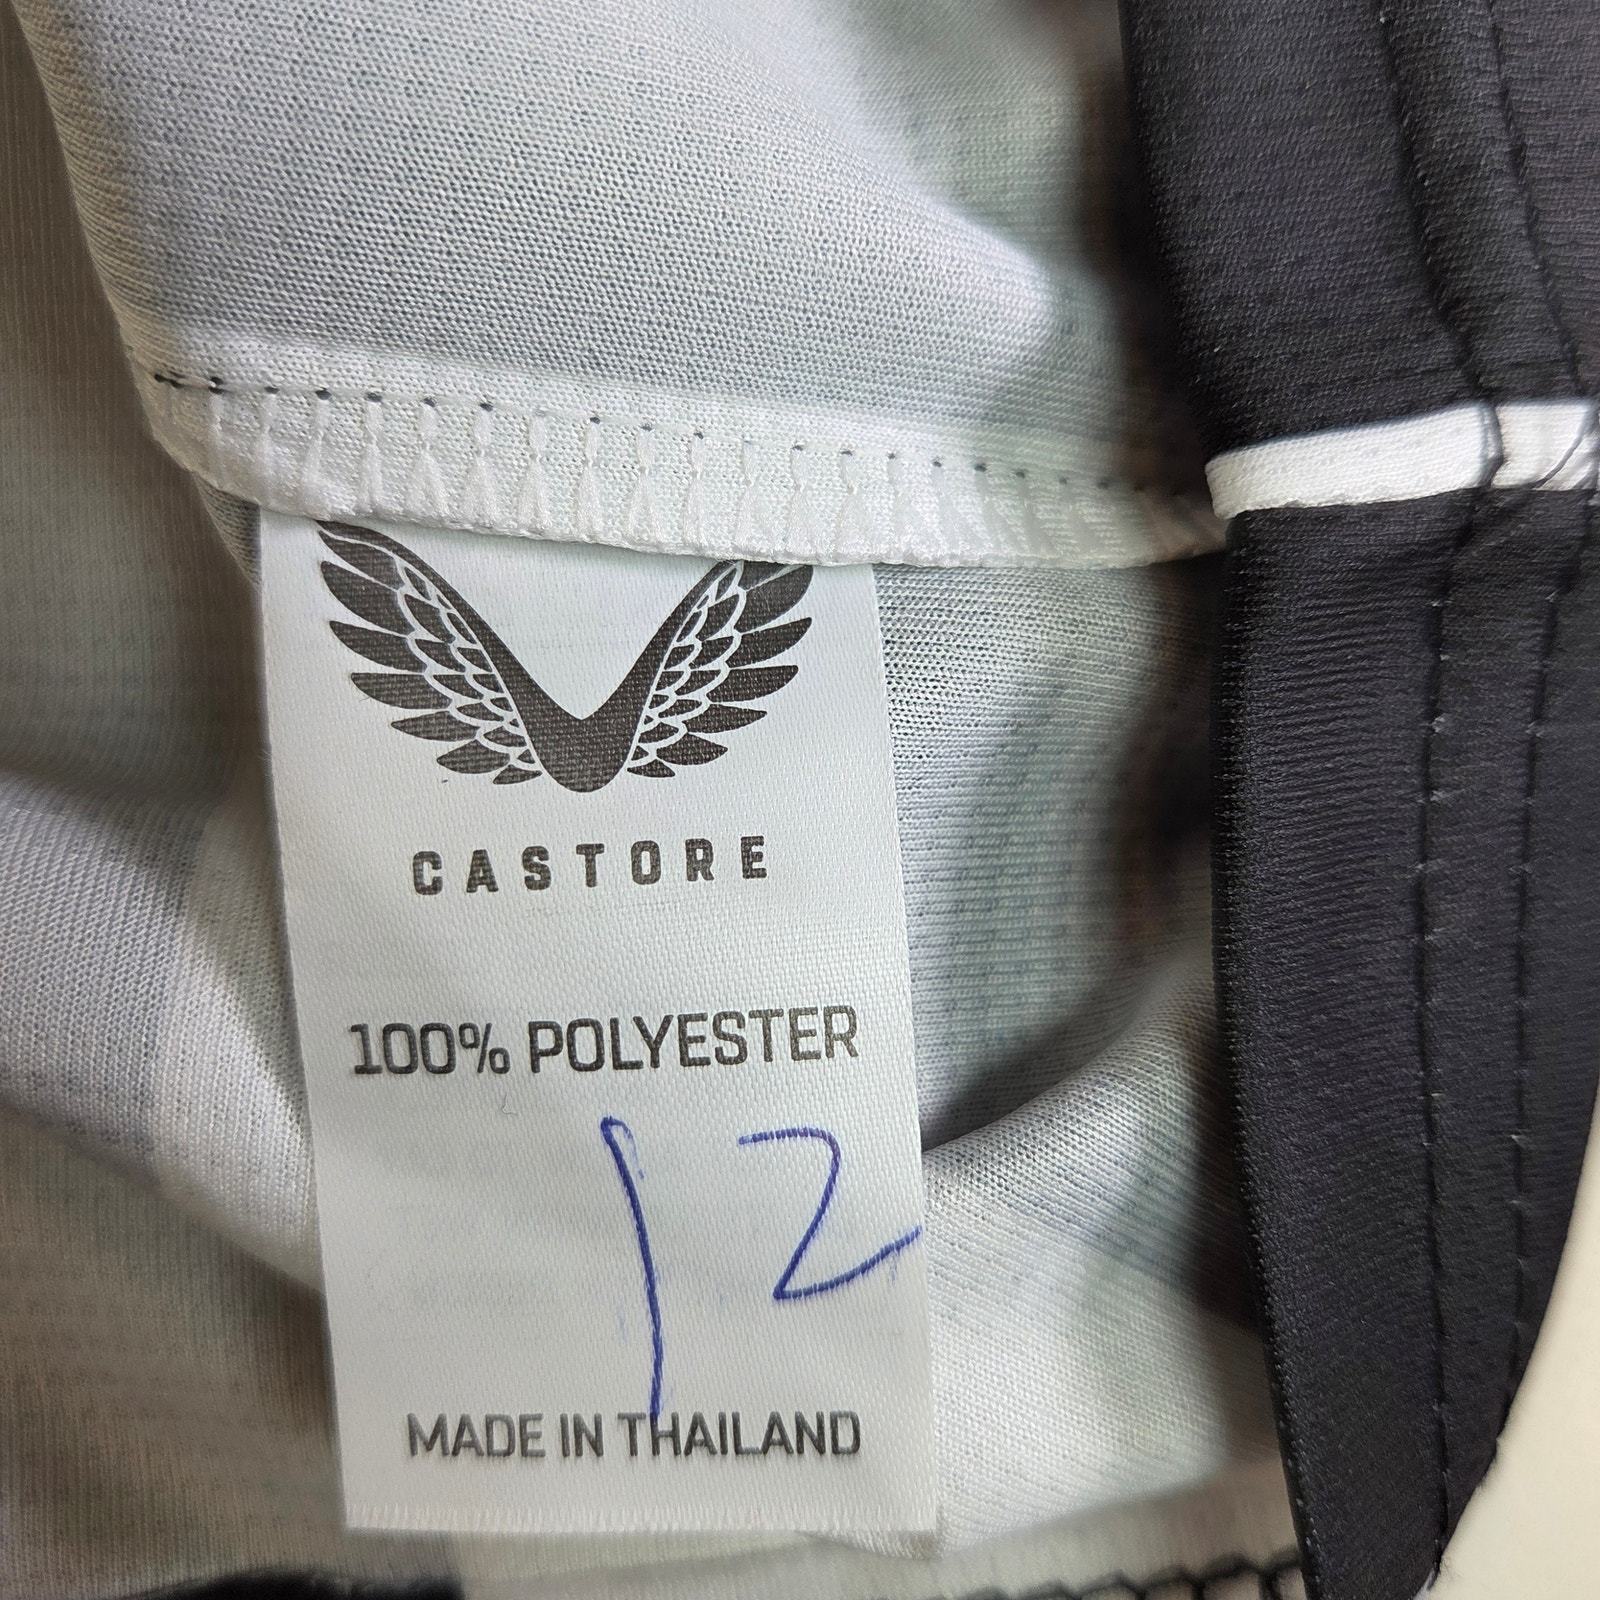 CASTORE
100% POLYESTER
12
MADE IN THAILAND